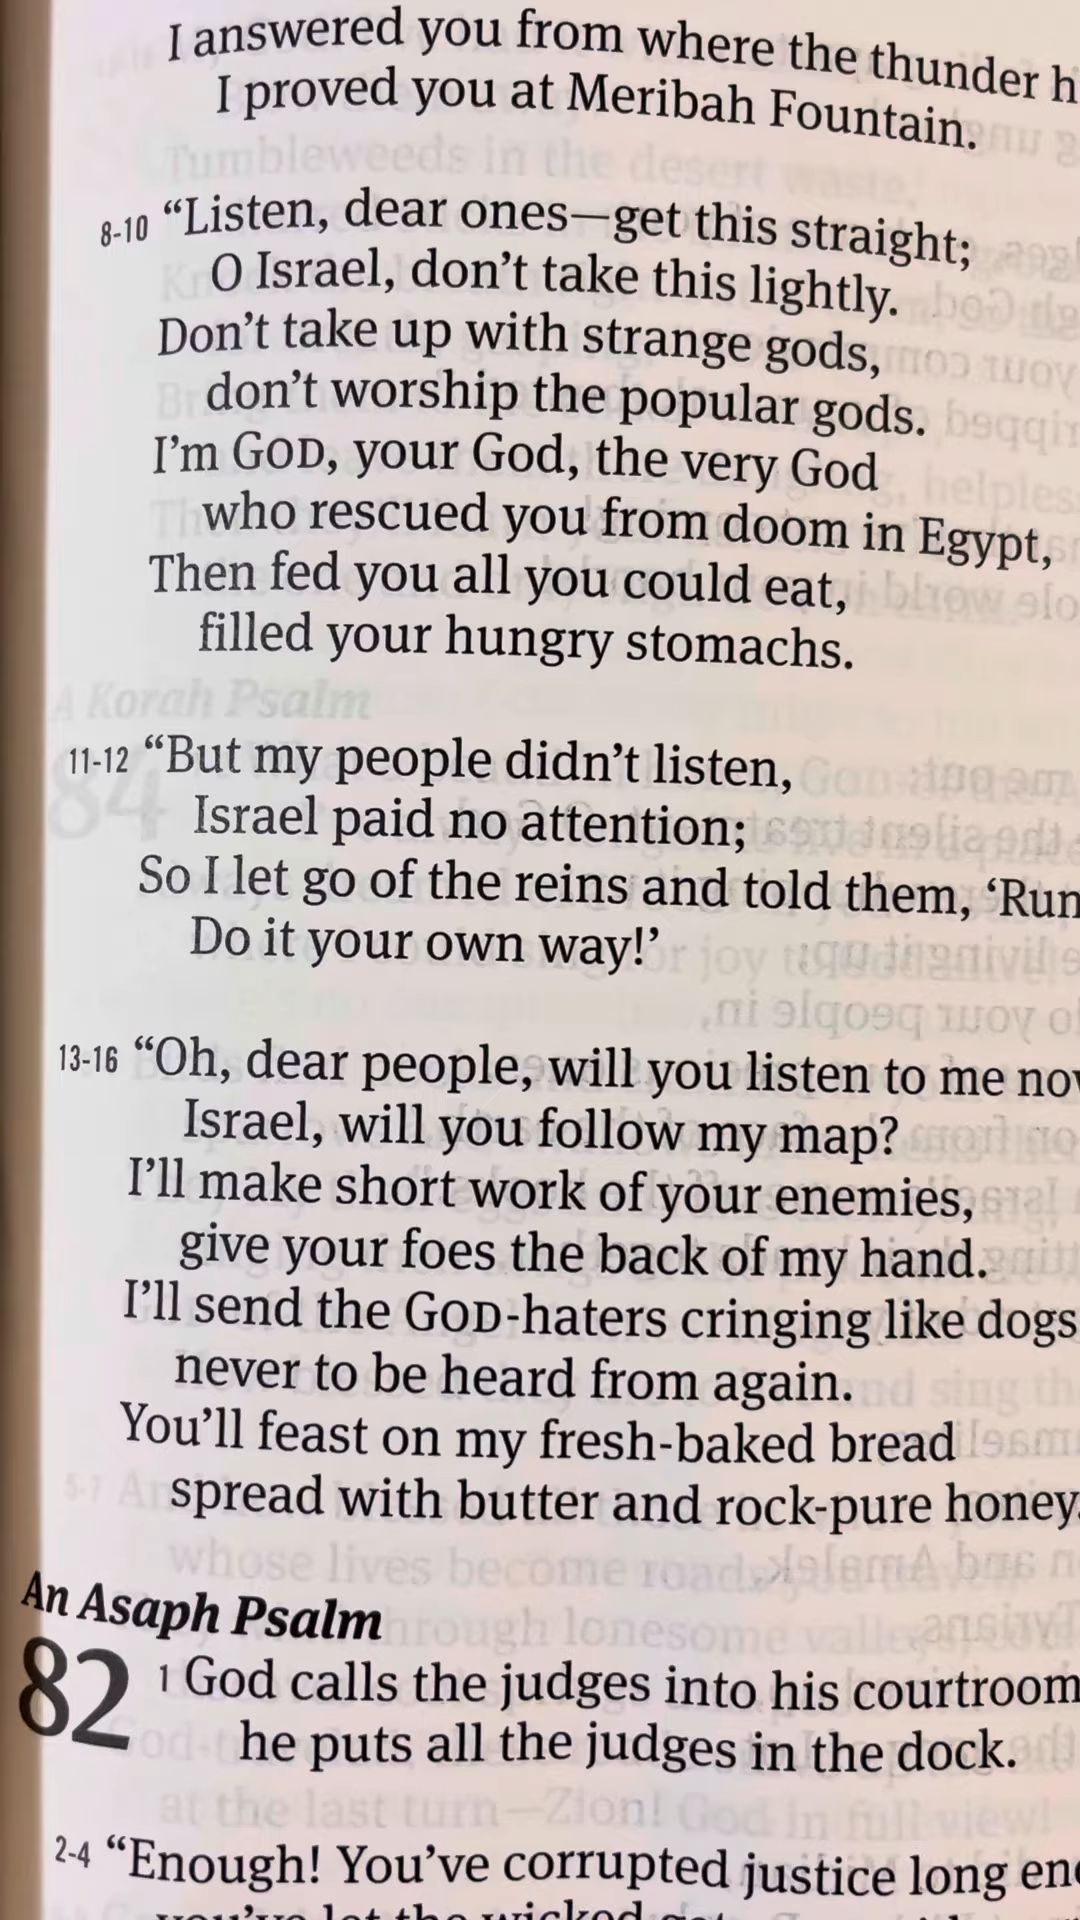 I answered you from where the thunder
I proved you at Meribah Fountain.
8-10 “Listen, dear ones—get this straight;
O Israel, don’t take this lightly.
Don’t take up with strange gods,
don’t worship the popular gods.
I’m GOD, your God, the very God
who rescued you from doom in Egypt,
Then fed you all you could eat,
filled your hungry stomachs.
11-12 “But my people didn’t listen,
Israel paid no attention;
So I let go of the reins and told them, ‘Run
Do it your own way!’
13-16 “Oh, dear people, will you listen to me
Israel, will you follow my map?
I’ll make short work of your enemies,
give your foes the back of my hand.
I’ll send the GOD-haters cringing like dogs
never to be heard from again.
You’ll feast on my fresh-baked bread
spread with butter and rock-pure honey.
An Asaph Psalm
82 1 God calls the judges into his courtroom
he puts all the judges in the dock.
2-4 “Enough! You’ve corrupted justice long
you’ve let the wicked